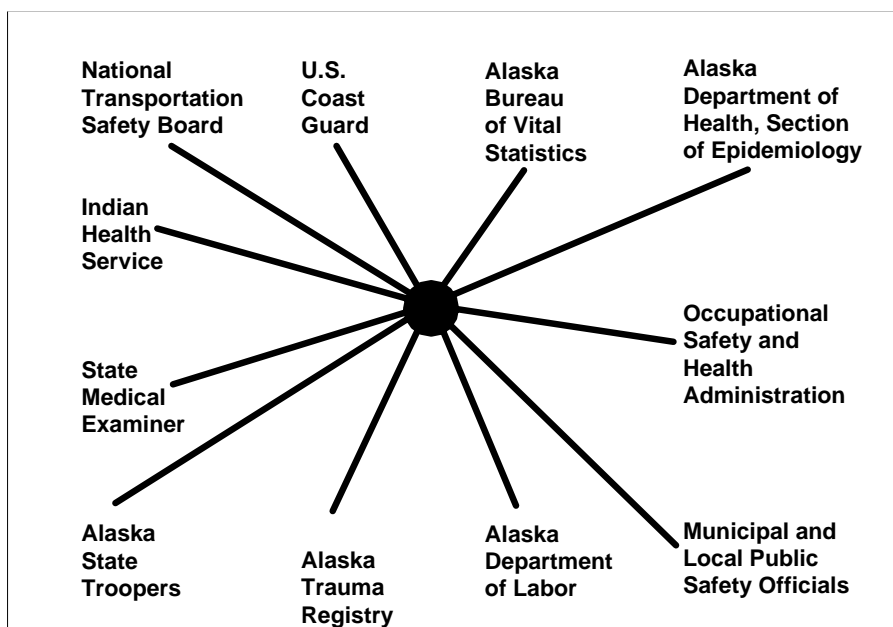 National
Transportation
Safety Board
U.S.
Coast
Guard
Alaska
Bureau
of Vital
Statistics
Alaska
Department of
Health, Section
of Epidemiology
Indian
Health
Service
Occupational
Safety and
Health
Administration
State
Medical
Examiner
Alaska
State
Troopers
Alaska
Trauma
Registry
Alaska
Department
of Labor
Municipal and
Local Public
Safety Officials